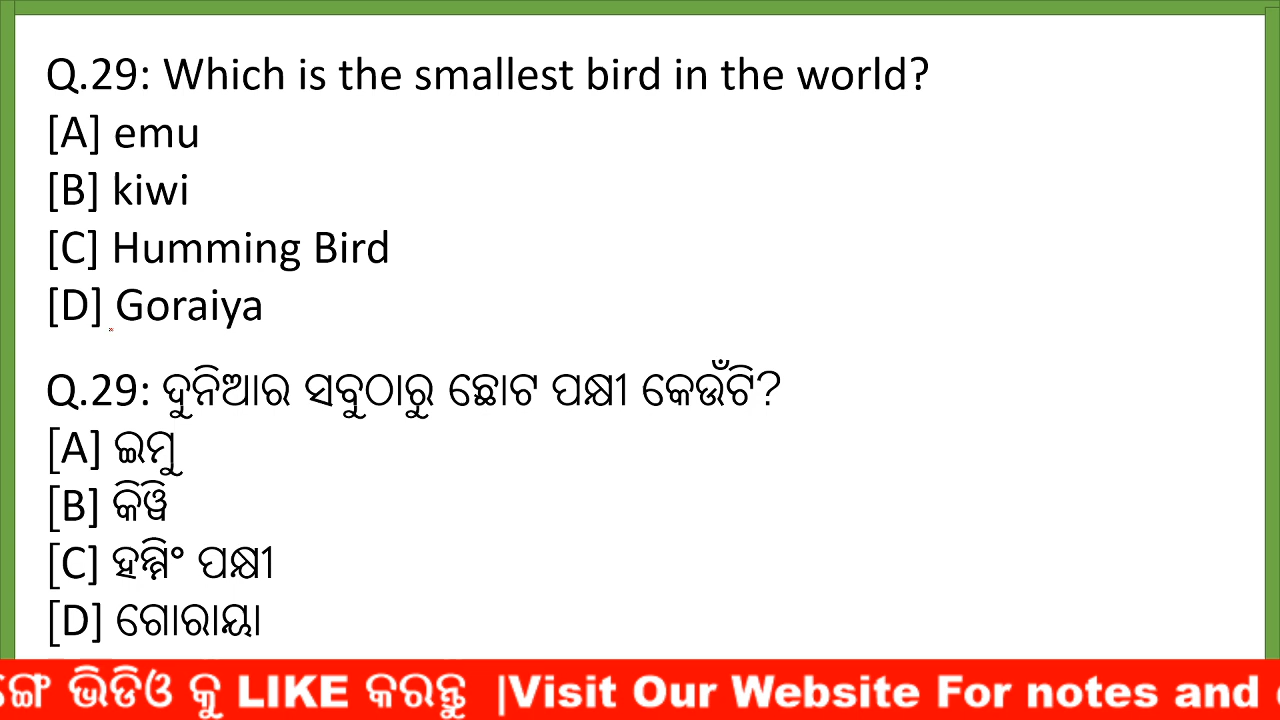 Q.29: Which is the smallest bird in the world?
[A] emu
[B] kiwi
[C] Humming Bird
[D] Goraiya
Q.29: ଦୁନିଆର ସବୁଠାରୁ ଛୋଟ ପକ୍ଷୀ କେଉଁଟି?
[A] ଇମୁ
[B] କିୱି
[C] ହମ୍ମିଂ ପକ୍ଷୀ
[D] ଗୋରାୟା
ଭିଡିଓ କୁ LIKE କରନ୍ତୁ |Visit Our Website For notes and